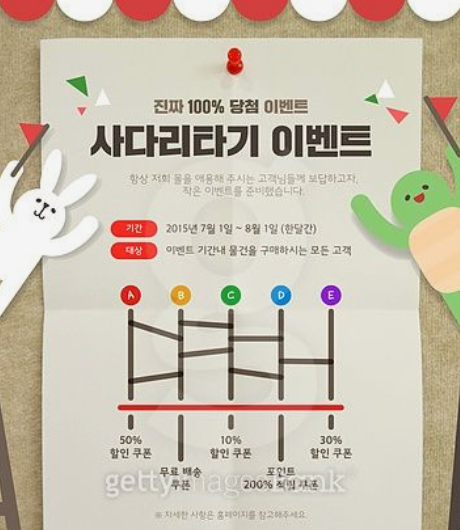 진짜 100% 당첨 이벤트
사다리타기 이벤트
항상 저희 몰을 애용해 주시는 고객님들께 보답하고자,
작은 이벤트를 준비했습니다.
기간 2015년 7월 1일 ~ 8월 1일 (한달간)
대상 이벤트 기간내 물건을 구매하시는 모든 고객
A B C D E
50% 10% 30%
할인 쿠폰 할인 쿠폰 할인 쿠폰
무료 배송 포인트
쿠폰 200% 적립 쿠폰
gettyimages
※ 자세한 사항은 홈페이지를 참고해주세요.